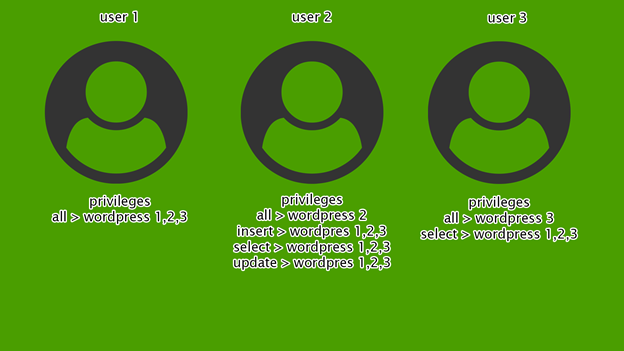 user 1
privileges
all > wordpress 1,2,3
user 2
privileges
all > wordpress 2
insert > wordpres 1,2,3
select > wordpress 1,2,3
update > wordpres 1,2,3
user 3
privileges
all > wordpress 3
select > wordpress 1,2,3